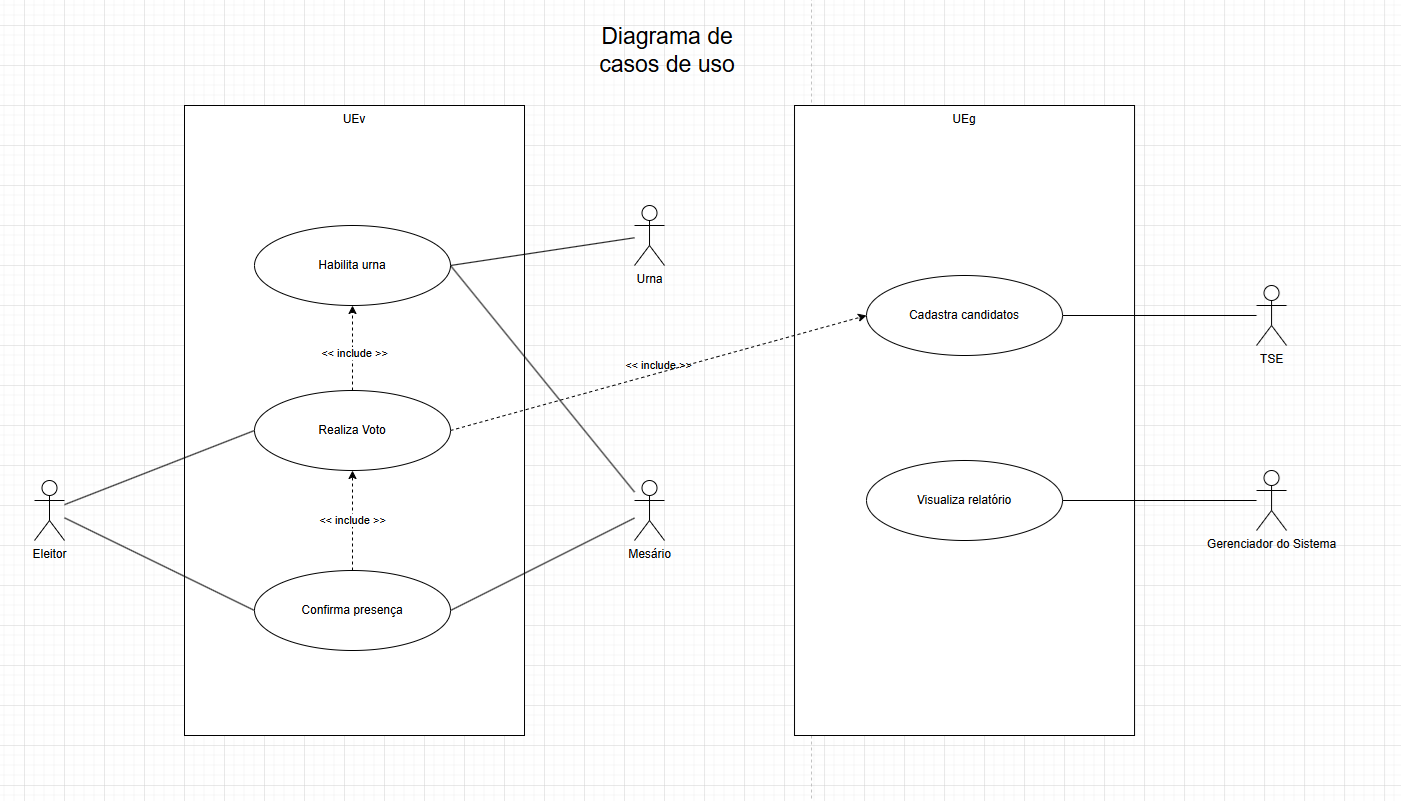 Diagrama de
casos de uso
UEv
UEg
Habilita urna
Urna
Cadastra candidatos
<< include >>
TSE
<< include >>
Realiza Voto
Visualiza relatório
<< include >>
Eleitor
Mesário
Gerenciador do Sistema
Confirma presença